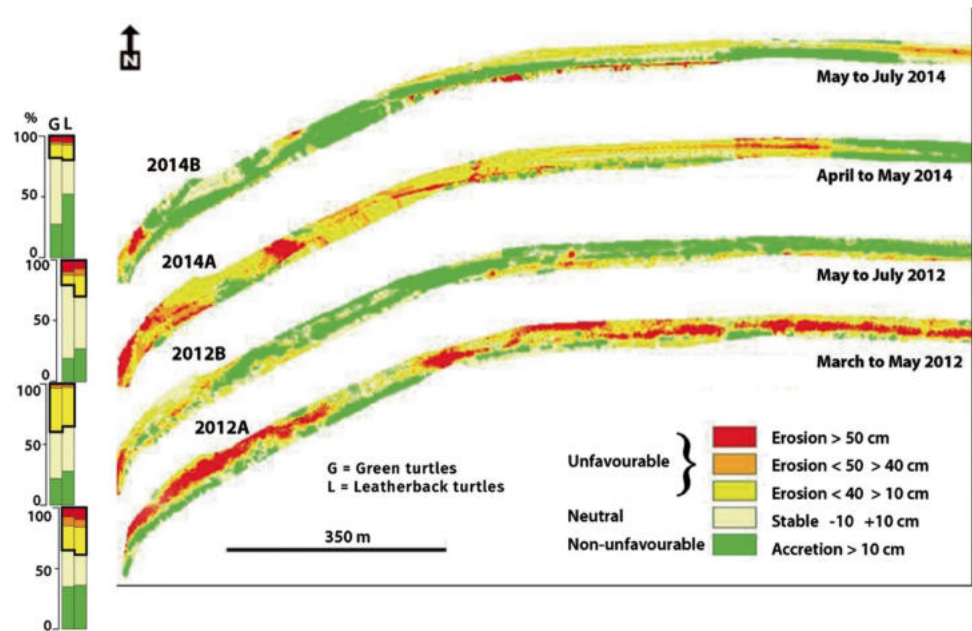 N
May to July 2014
% G L
100
50
0
2014B
April to May 2014
2014A
100
50
0
May to July 2012
2012B
March to May 2012
100
50
0
2012A
G = Green turtles
L = Leatherback turtles
350 m
Unfavourable
Erosion > 50 cm
Erosion < 50 > 40 cm
Erosion < 40 > 10 cm
Neutral Stable -10 +10 cm
Non-unfavourable Accretion > 10 cm
100
50
0